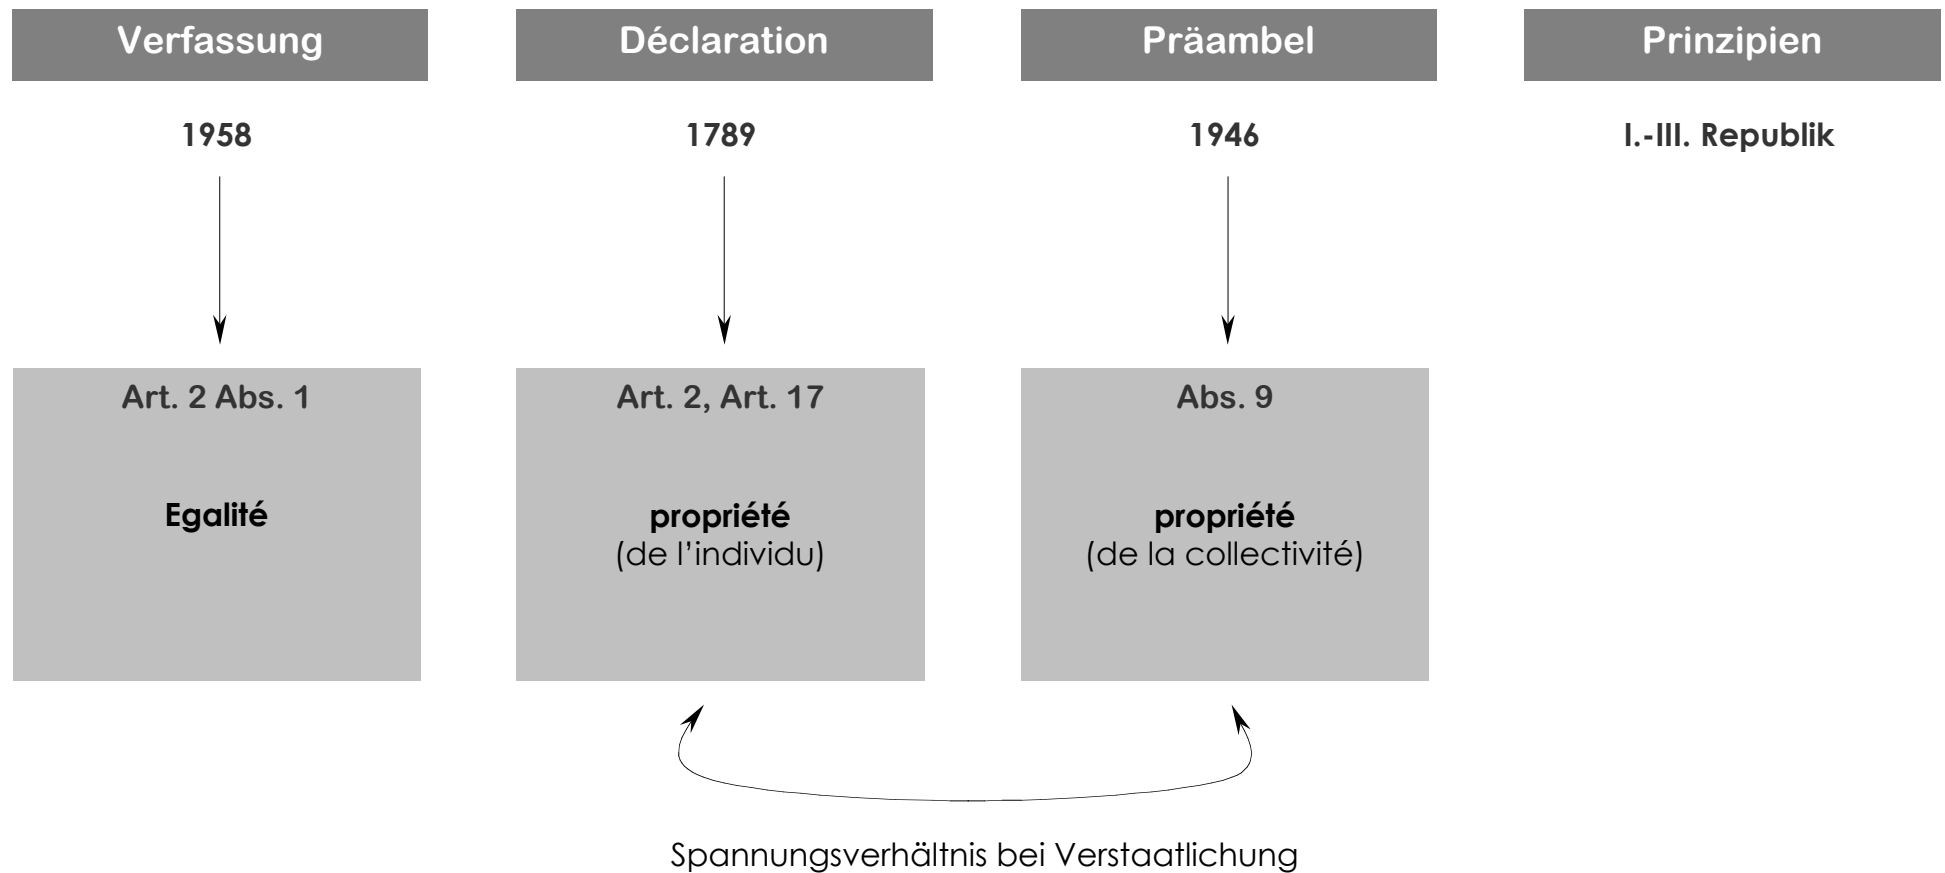 Verfassung
Déclaration
Präambel
Prinzipien
1958
1789
1946
I.-III. Republik
Art. 2 Abs. 1
Art. 2, Art. 17
Abs. 9
Egalité
propriété
(de l’individu)
propriété
(de la collectivité)
Spannungsverhältnis bei Verstaatlichung